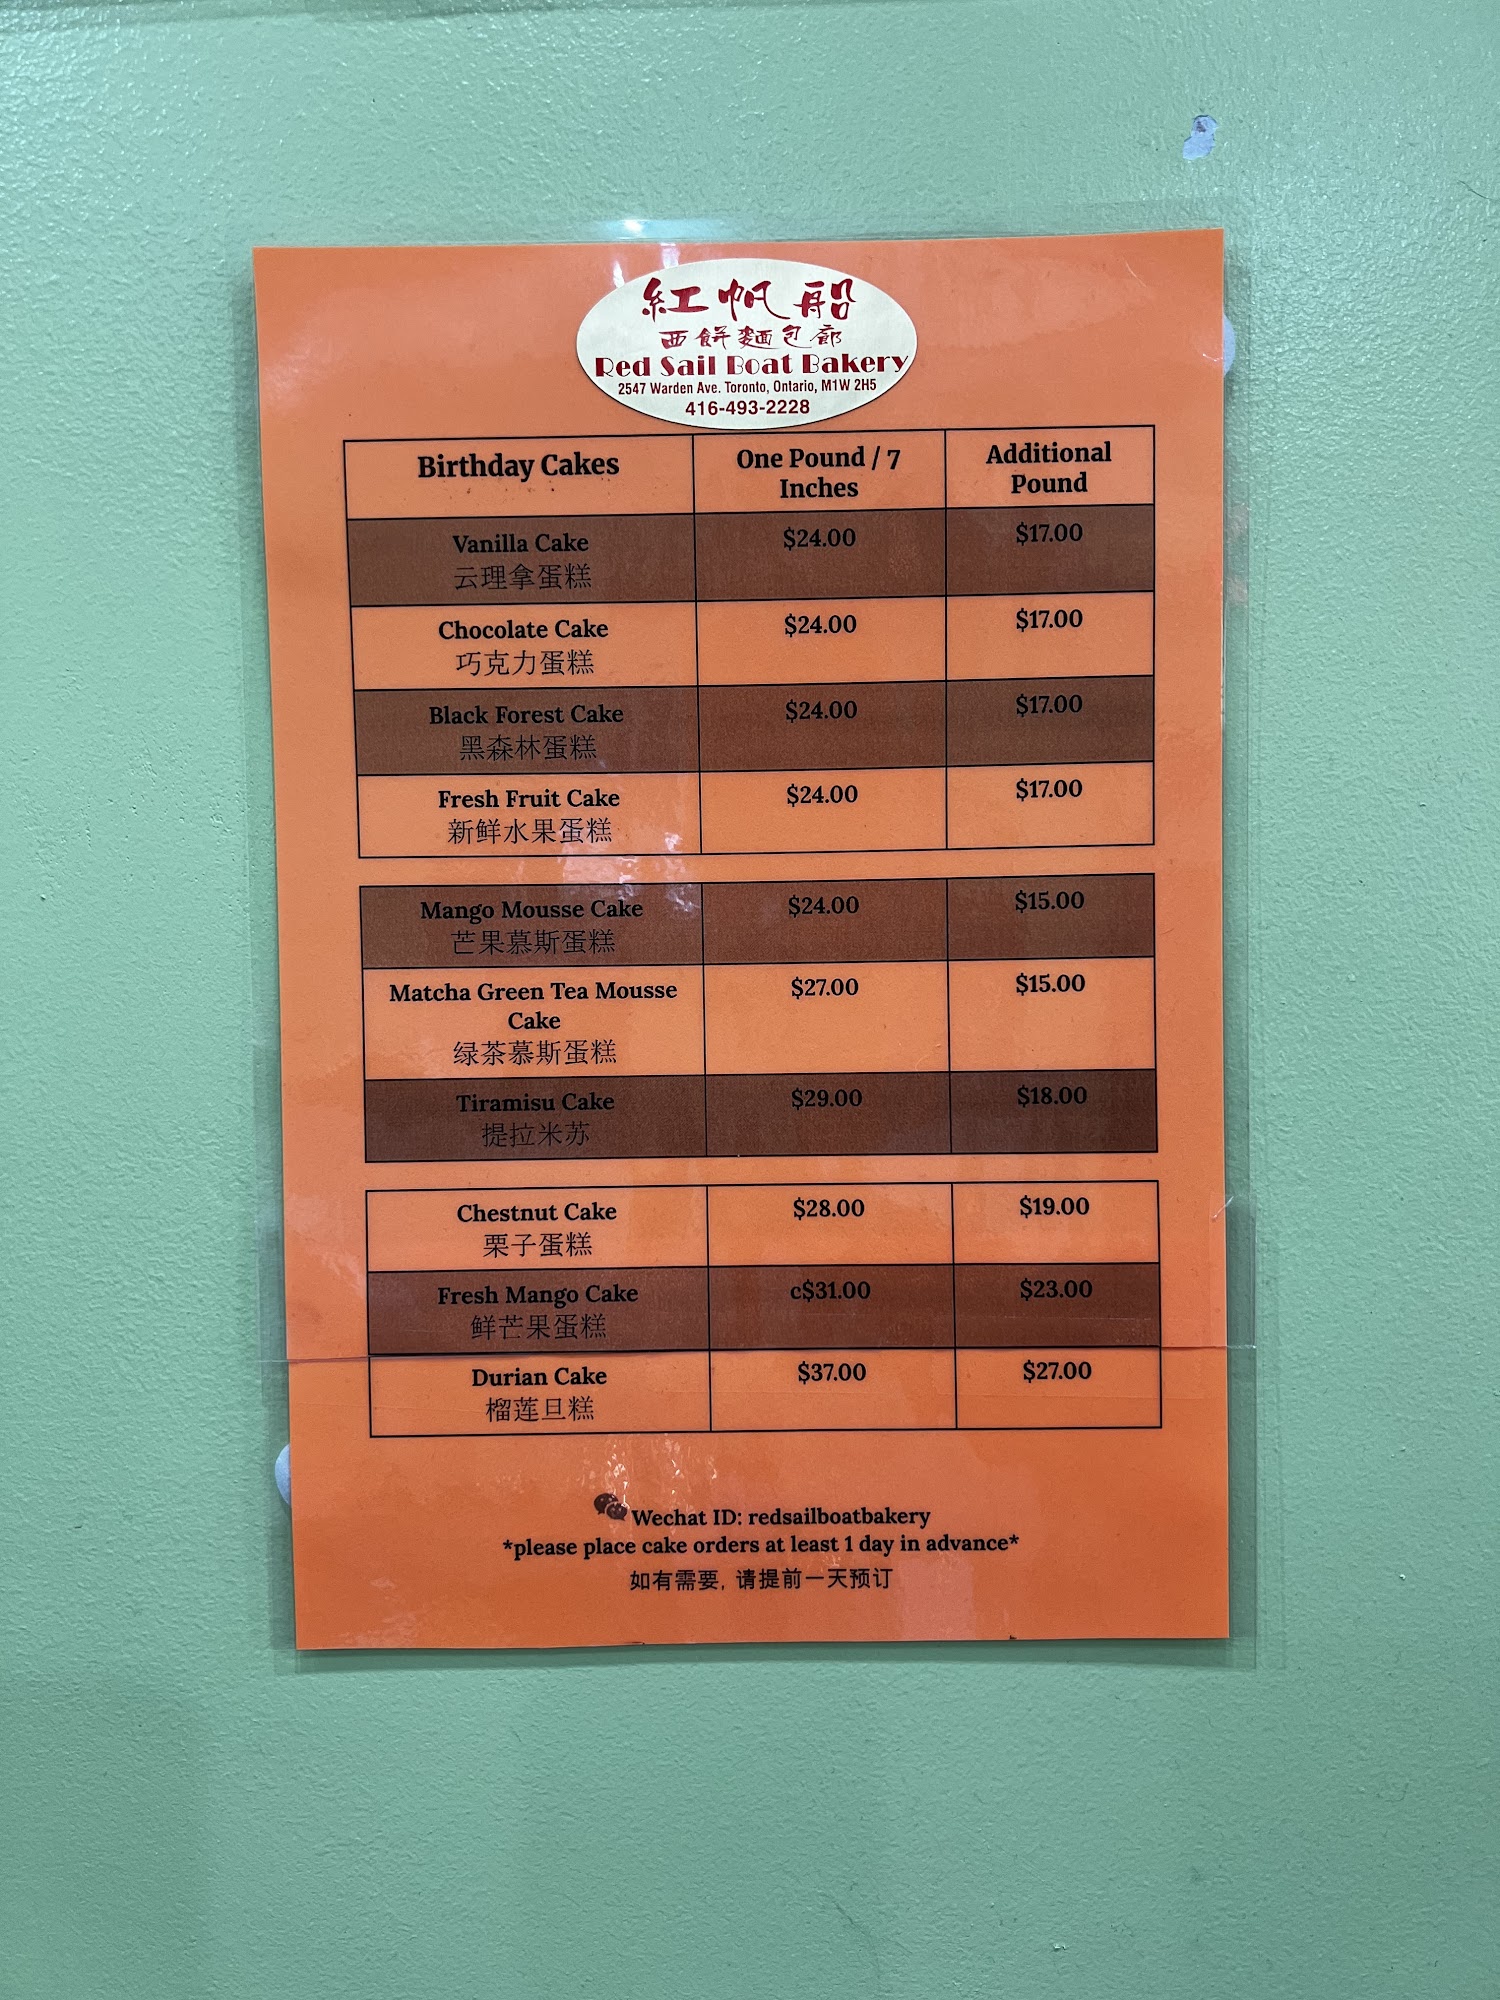 紅帆船
西餅麵包廊
Red Sail Boat Bakery
2547 Warden Ave. Toronto, Ontario, M1W 2H5
416-493-2228
Birthday Cakes
One Pound / 7
Inches
Additional
Pound
Vanilla Cake
云理拿蛋糕
$24.00
$17.00
Chocolate Cake
巧克力蛋糕
$24.00
$17.00
Black Forest Cake
黑森林蛋糕
$24.00
$17.00
Fresh Fruit Cake
新鲜水果蛋糕
$24.00
$17.00
Mango Mousse Cake
芒果慕斯蛋糕
$24.00
$15.00
Matcha Green Tea Mousse
Cake
绿茶慕斯蛋糕
$27.00
$15.00
Tiramisu Cake
提拉米苏
$29.00
$18.00
Chestnut Cake
栗子蛋糕
$28.00
$19.00
Fresh Mango Cake
鲜芒果蛋糕
c$31.00
$23.00
Durian Cake
榴莲旦糕
$37.00
$27.00
Wechat ID: redsailboatbakery
*please place cake orders at least 1 day in advance*
如有需要, 请提前一天预订